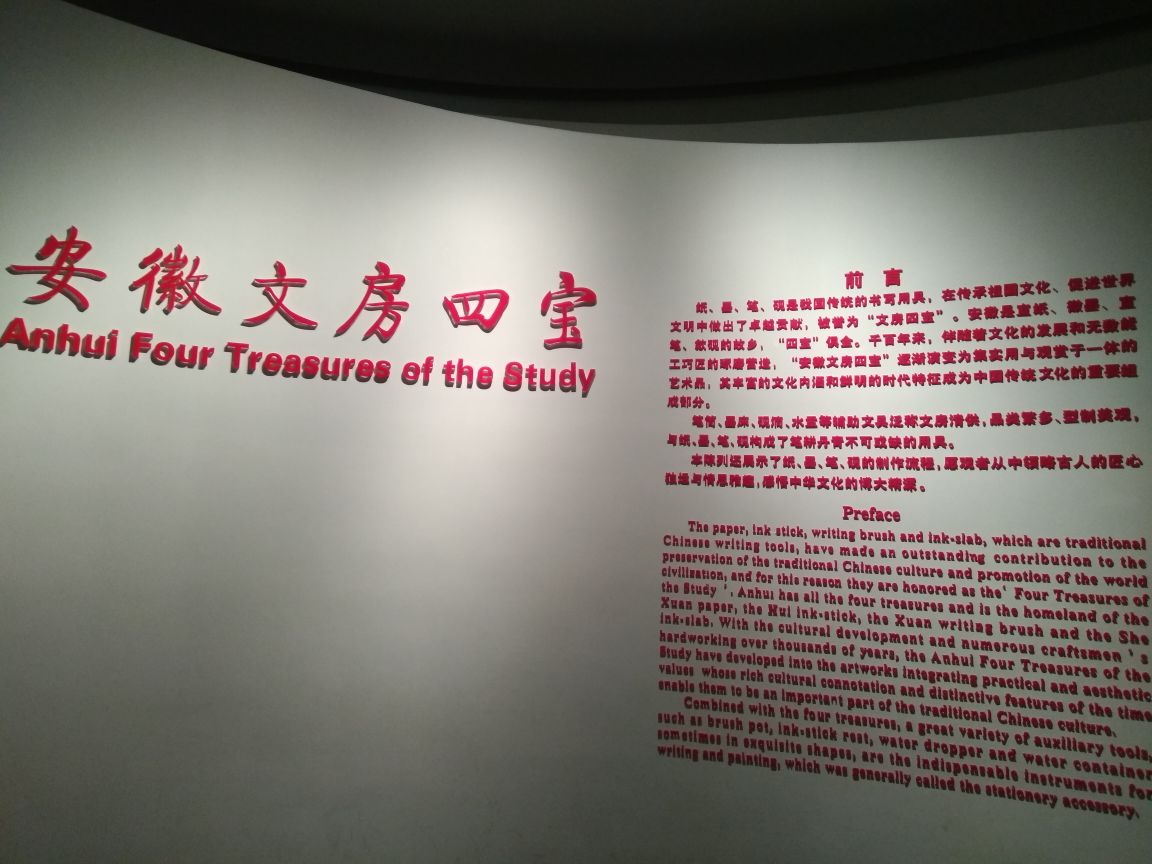 安徽文房四宝
Anhui Four Treasures of the Study
前言
纸、墨、笔、砚是我国传统的书写用具，在传承祖国文化、促进世界
文明中做出了卓越贡献，被誉为“文房四宝”。安徽是宣纸、徽墨、宣
笔、歙砚的故乡，“四宝”俱全。千百年来，伴随着文化的发展和无数能
工巧匠的琢磨营造，“安徽文房四宝”逐渐演变为集实用与观赏于一体的
艺术品，其丰富的文化内涵和鲜明的时代特征成为中国传统文化的重要组
成部分。
笔筒、墨床、砚滴、水盂等辅助文具泛称文房清供，品类繁多、型制美观，
与纸、墨、笔、砚构成了笔耕丹青不可或缺的用具。
本陈列还展示了纸、墨、笔、砚的制作流程，愿观者从中领略古人的匠心
独运与情思雅趣，感悟中华文化的博大精深。
Preface
The paper, ink stick, writing brush and ink-slab, which are traditional
Chinese writing tools, have made an outstanding contribution to the
preservation of the traditional Chinese culture and promotion of the world
civilization, and for this reason they are honored as the‘ Four Treasures of
the Study ’. Anhui has all the four treasures and is the homeland of the
Xuan paper, the Hui ink-stick, the Xuan writing brush and the She
ink-slab. With the cultural development and numerous craftsmen ’ s
hardworking over thousands of years, the Anhui Four Treasures of the
Study have developed into the artworks integrating practical and aesthetic
values whose rich cultural connotation and distinctive features of the time
enable them to be an important part of the traditional Chinese culture.
Combined with the four treasures, a great variety of auxiliary tools,
such as brush pot, ink-stick rest, water dropper and water container
sometimes in exquisite shapes, are the indispensable instruments for
writing and painting, which was generally called the stationery accessory.